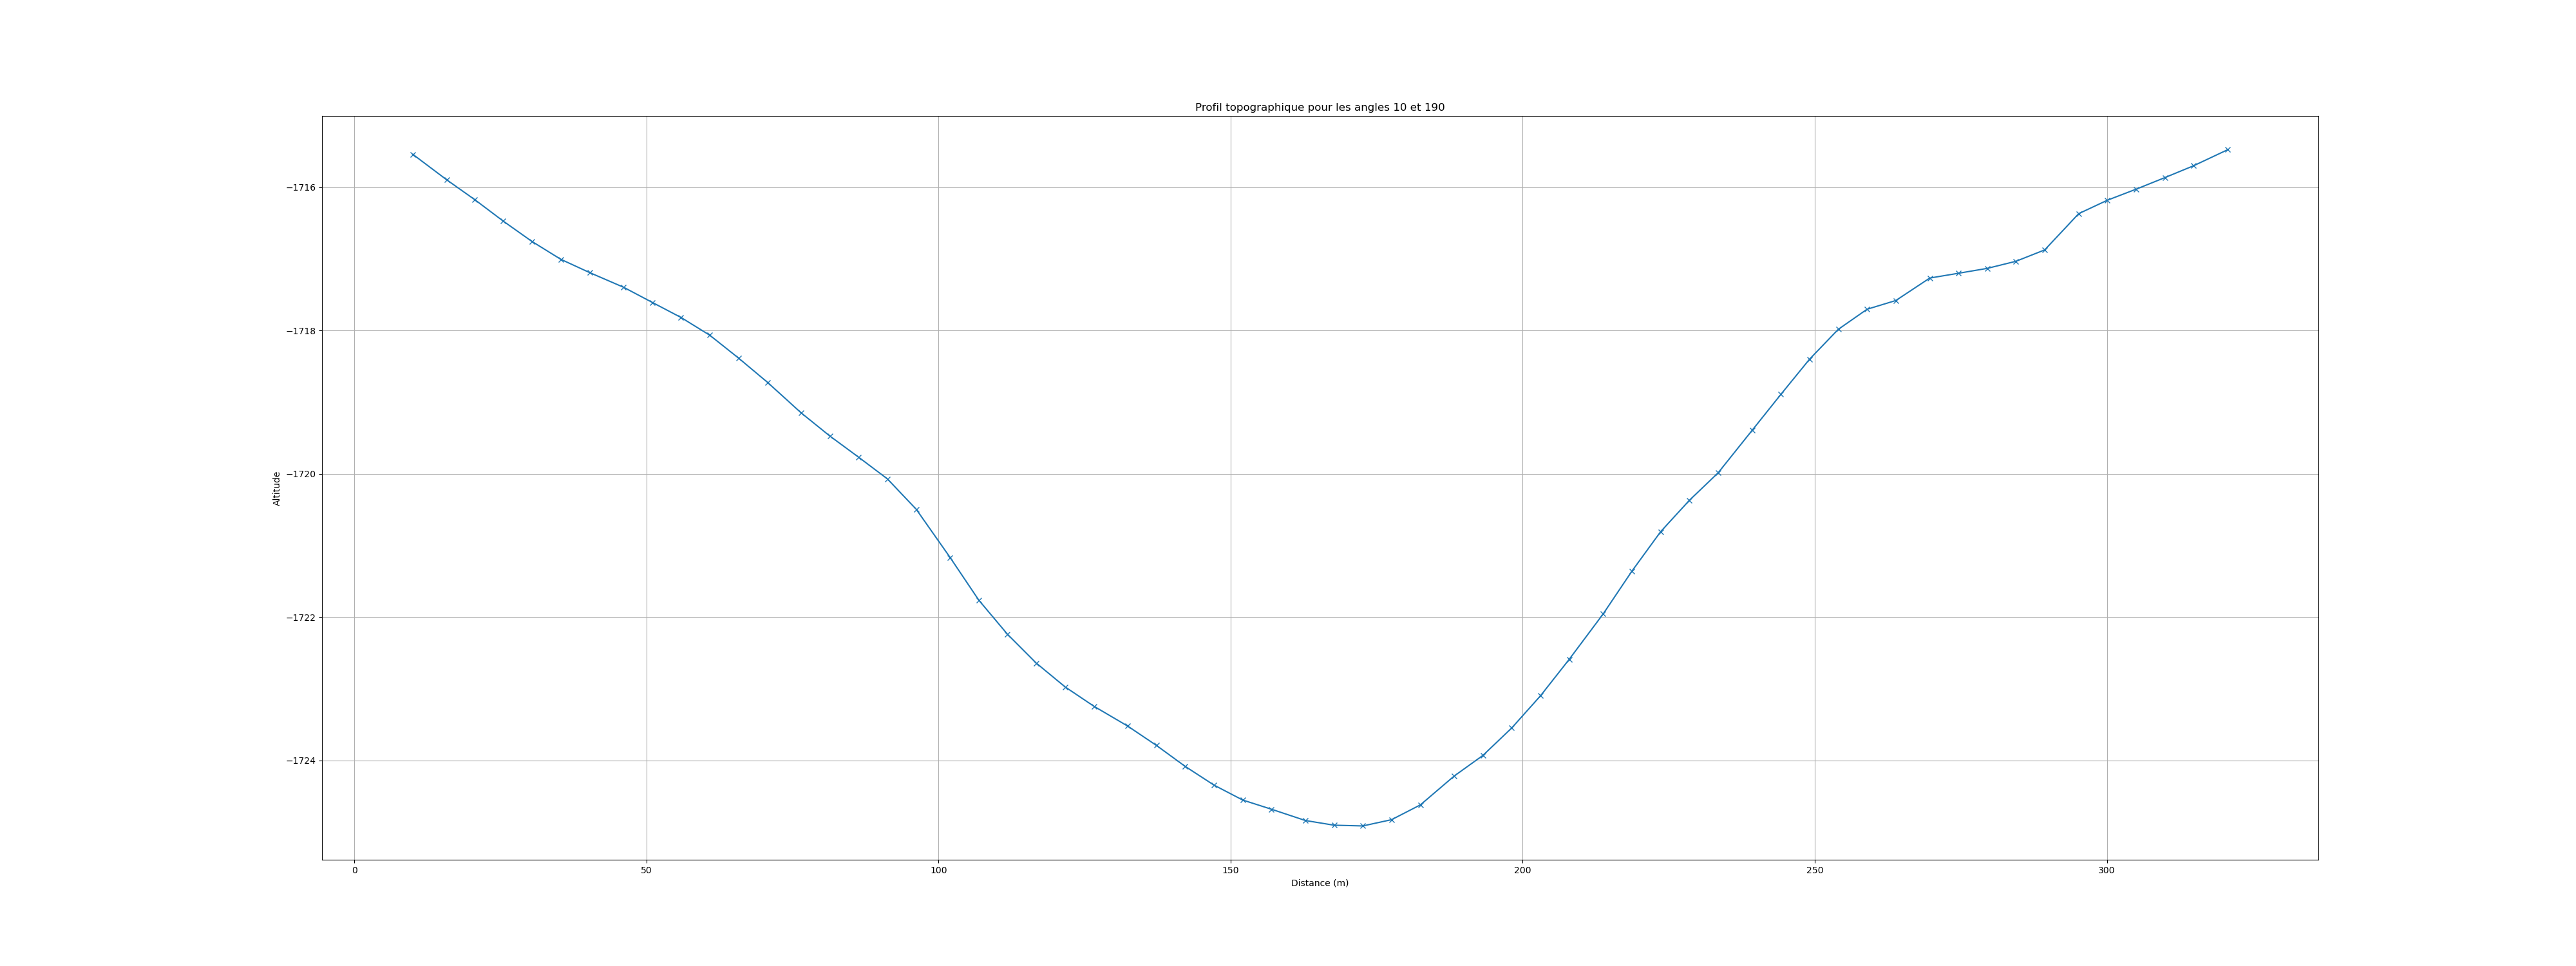 Profil topographique pour les angles 10 et 190
−1716
−1718
−1720
−1722
−1724
Altitude
0 50 100 150 200 250 300
Distance (m)